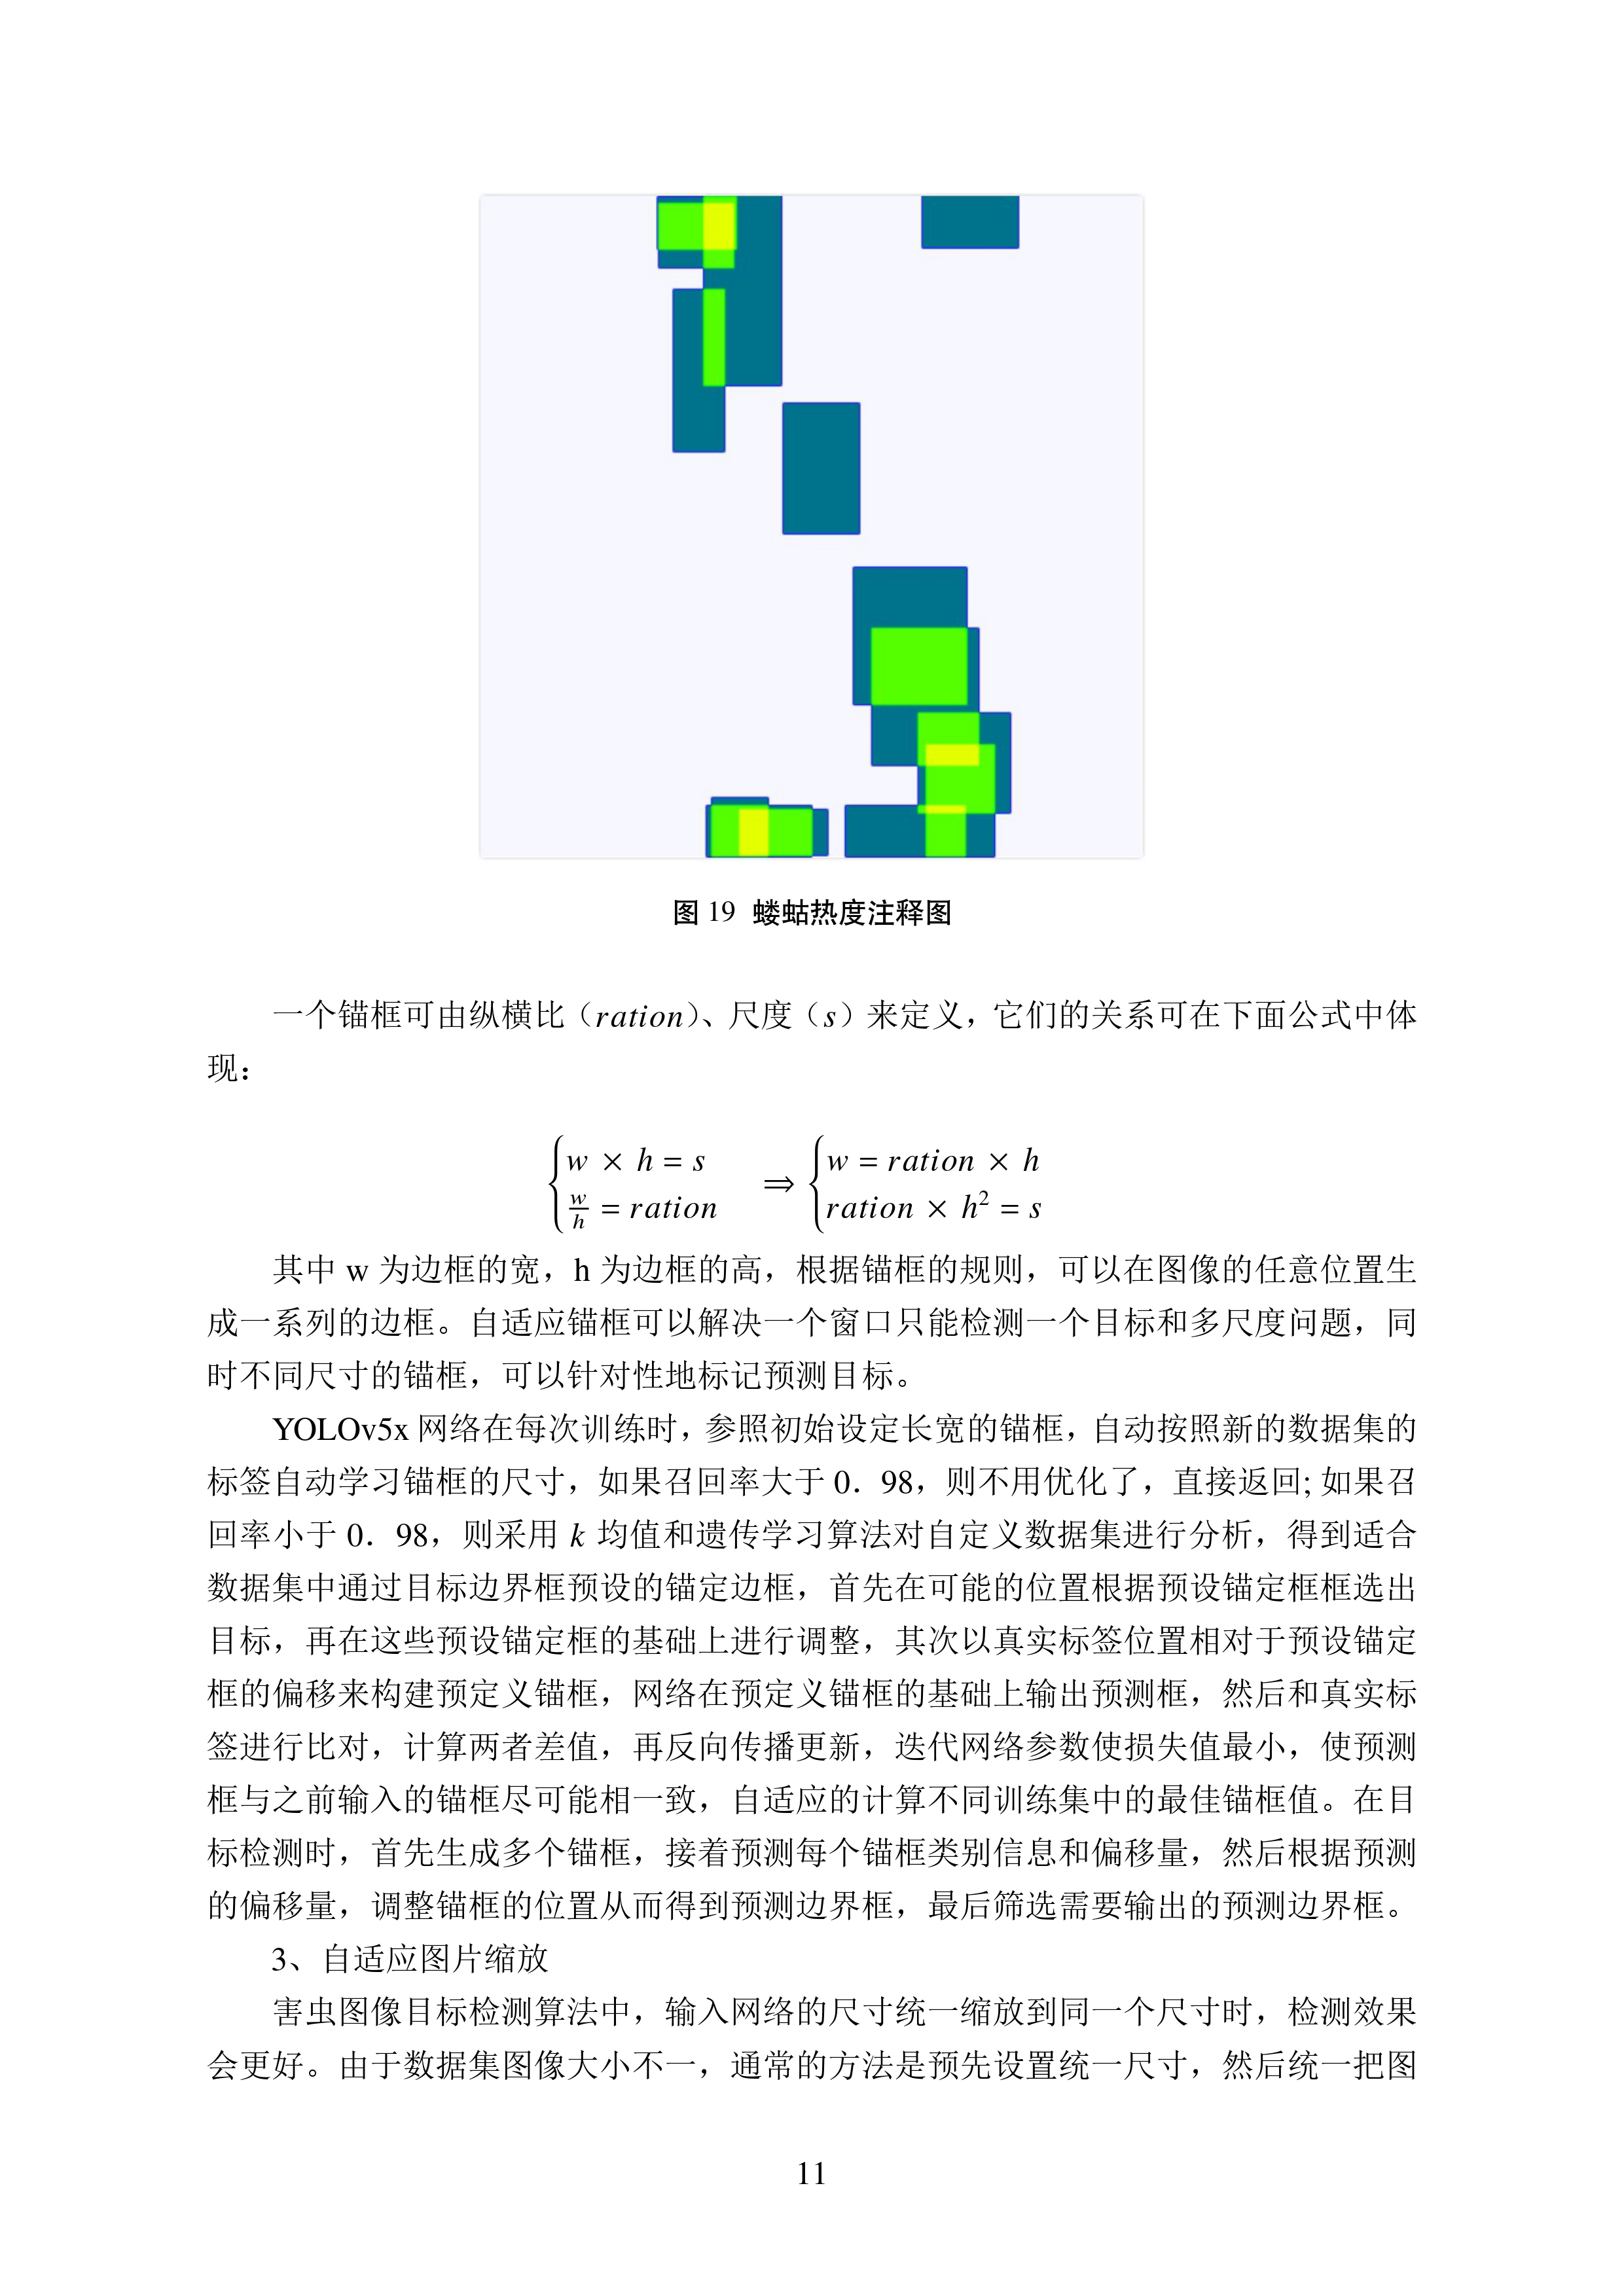 图 19 蝼蛄热度注释图
一个锚框可由纵横比（ration）、尺度（s）来定义，它们的关系可在下面公式中体
现：
{ w × h = s ⇒ { w = ration × h
w/h = ration ration × h² = s
其中 w 为边框的宽，h 为边框的高，根据锚框的规则，可以在图像的任意位置生
成一系列的边框。自适应锚框可以解决一个窗口只能检测一个目标和多尺度问题，同
时不同尺寸的锚框，可以针对性地标记预测目标。
YOLOv5x 网络在每次训练时，参照初始设定长宽的锚框，自动按照新的数据集的
标签自动学习锚框的尺寸，如果召回率大于 0．98，则不用优化了，直接返回; 如果召
回率小于 0．98，则采用 k 均值和遗传学习算法对自定义数据集进行分析，得到适合
数据集中通过目标边界框预设的锚定边框，首先在可能的位置根据预设锚定框框选出
目标，再在这些预设锚定框的基础上进行调整，其次以真实标签位置相对于预设锚定
框的偏移来构建预定义锚框，网络在预定义锚框的基础上输出预测框，然后和真实标
签进行比对，计算两者差值，再反向传播更新，迭代网络参数使损失值最小，使预测
框与之前输入的锚框尽可能相一致，自适应的计算不同训练集中的最佳锚框值。在目
标检测时，首先生成多个锚框，接着预测每个锚框类别信息和偏移量，然后根据预测
的偏移量，调整锚框的位置从而得到预测边界框，最后筛选需要输出的预测边界框。
3、自适应图片缩放
害虫图像目标检测算法中，输入网络的尺寸统一缩放到同一个尺寸时，检测效果
会更好。由于数据集图像大小不一，通常的方法是预先设置统一尺寸，然后统一把图
11